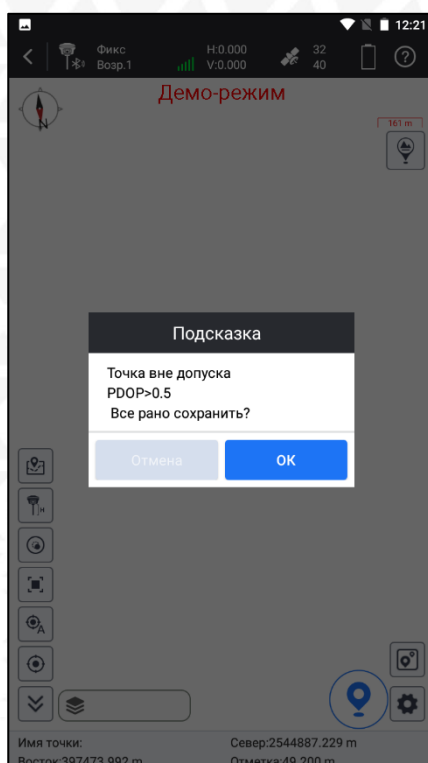 12:21
Фикс
Возр.1
H:0.000
V:0.000
32
40
?
Демо-режим
N
161 m
Подсказка
Точка вне допуска
PDOP>0.5
Все рано сохранить?
Отмена
ОК
H
A
Имя точки:
Север:2544887.229 m
Восток:397473.992 m
Отметка:49.200 m